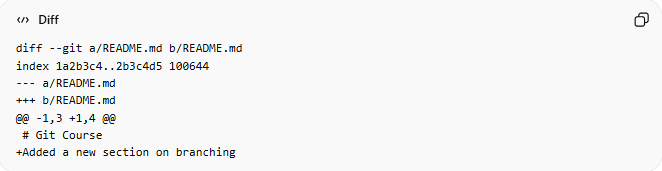 Diff
diff --git a/README.md b/README.md
index 1a2b3c4..2b3c4d5 100644
--- a/README.md
+++ b/README.md
@@ -1,3 +1,4 @@
 # Git Course
+Added a new section on branching